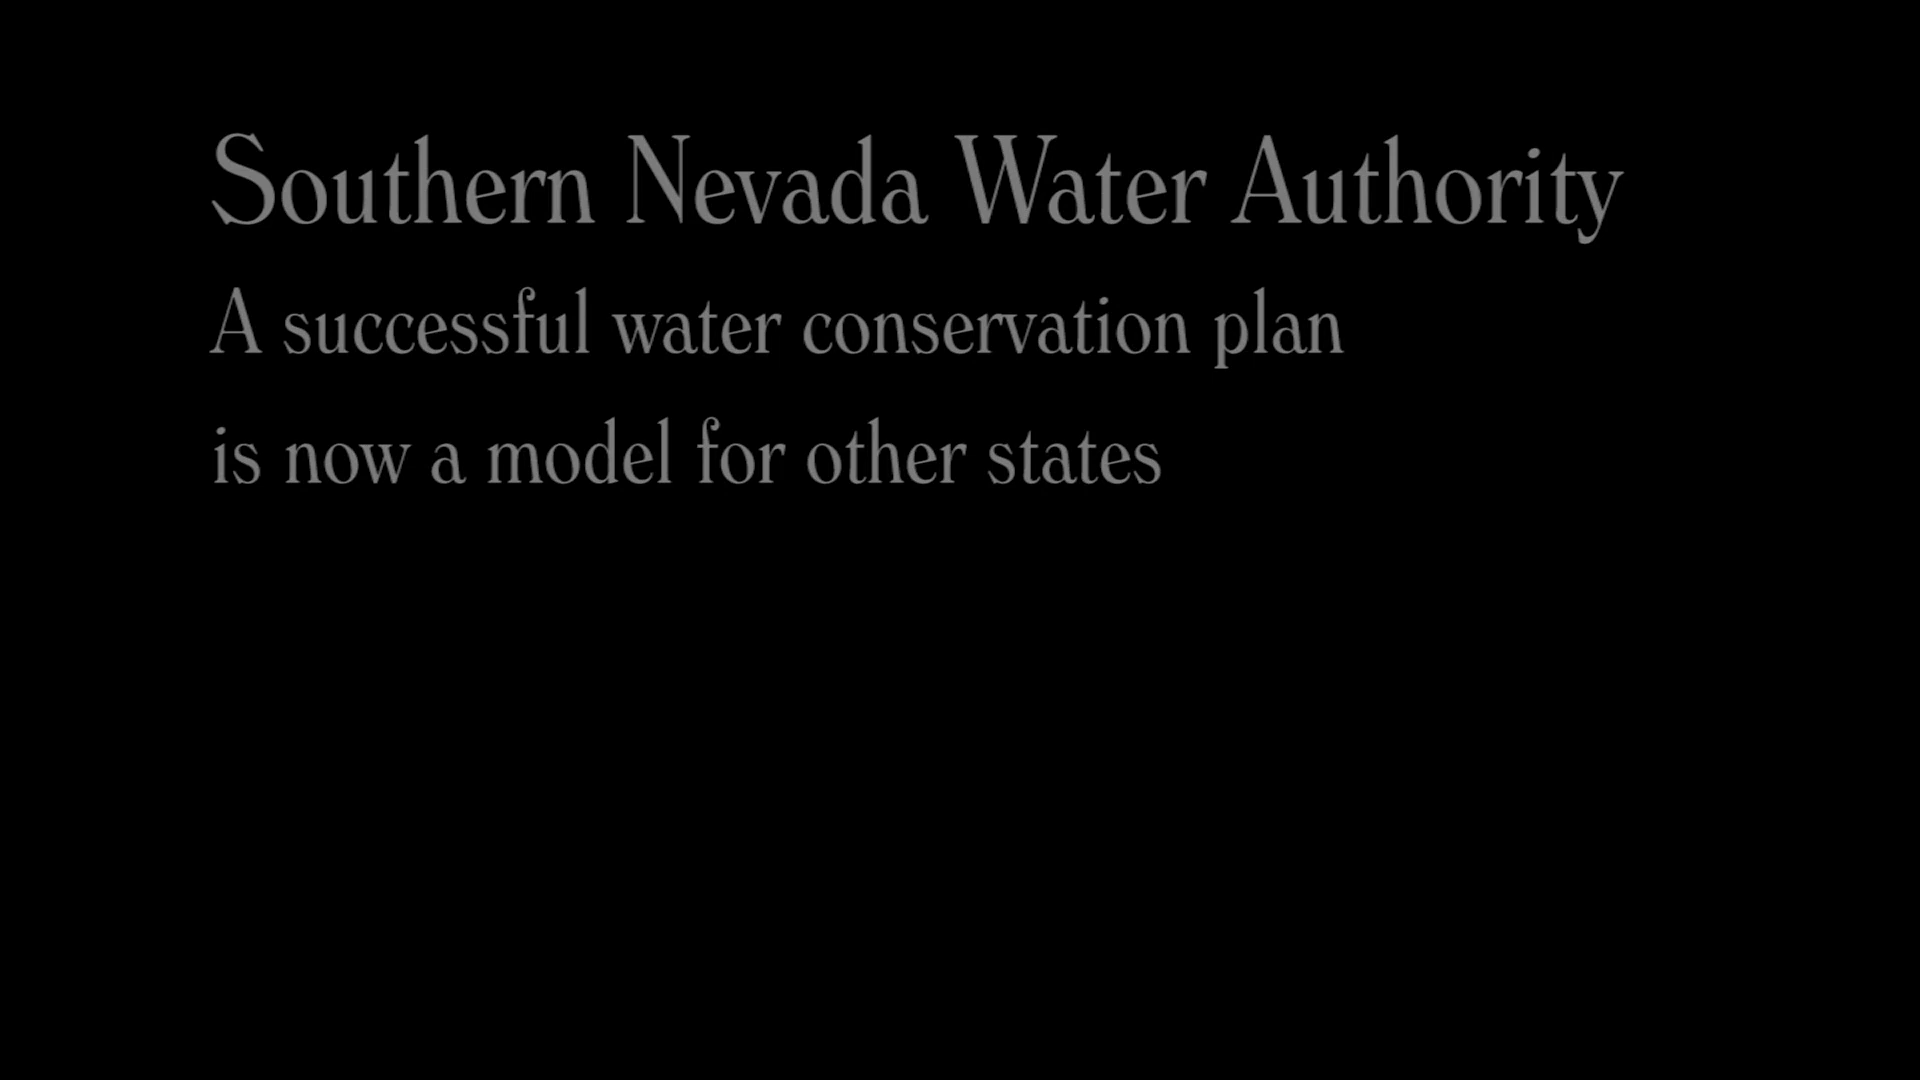 Southern Nevada Water Authority
A successful water conservation plan
is now a model for other states